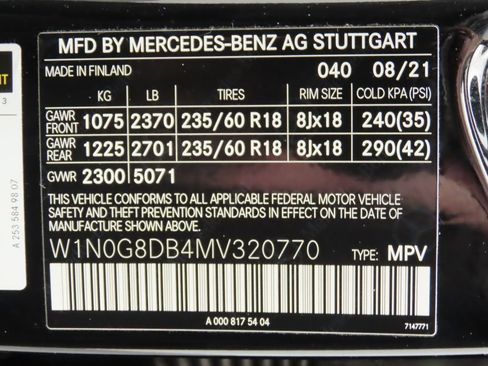 MFD BY MERCEDES-BENZ AG STUTTGART
MADE IN FINLAND 040 08/21
KG LB TIRES RIM SIZE COLD KPA (PSI)
GAWR FRONT 1075 2370 235/60 R18 8Jx18 240(35)
GAWR REAR 1225 2701 235/60 R18 8Jx18 290(42)
GVWR 2300 5071
THIS VEHICLE CONFORMS TO ALL APPLICABLE FEDERAL MOTOR VEHICLE
SAFETY AND THEFT PREVENTION STANDARDS IN EFFECT ON THE DATE
OF MANUFACTURE SHOWN ABOVE.
W1N0G8DB4MV320770 TYPE: MPV
A 000 817 54 04
7147771
A 253 584 98 07